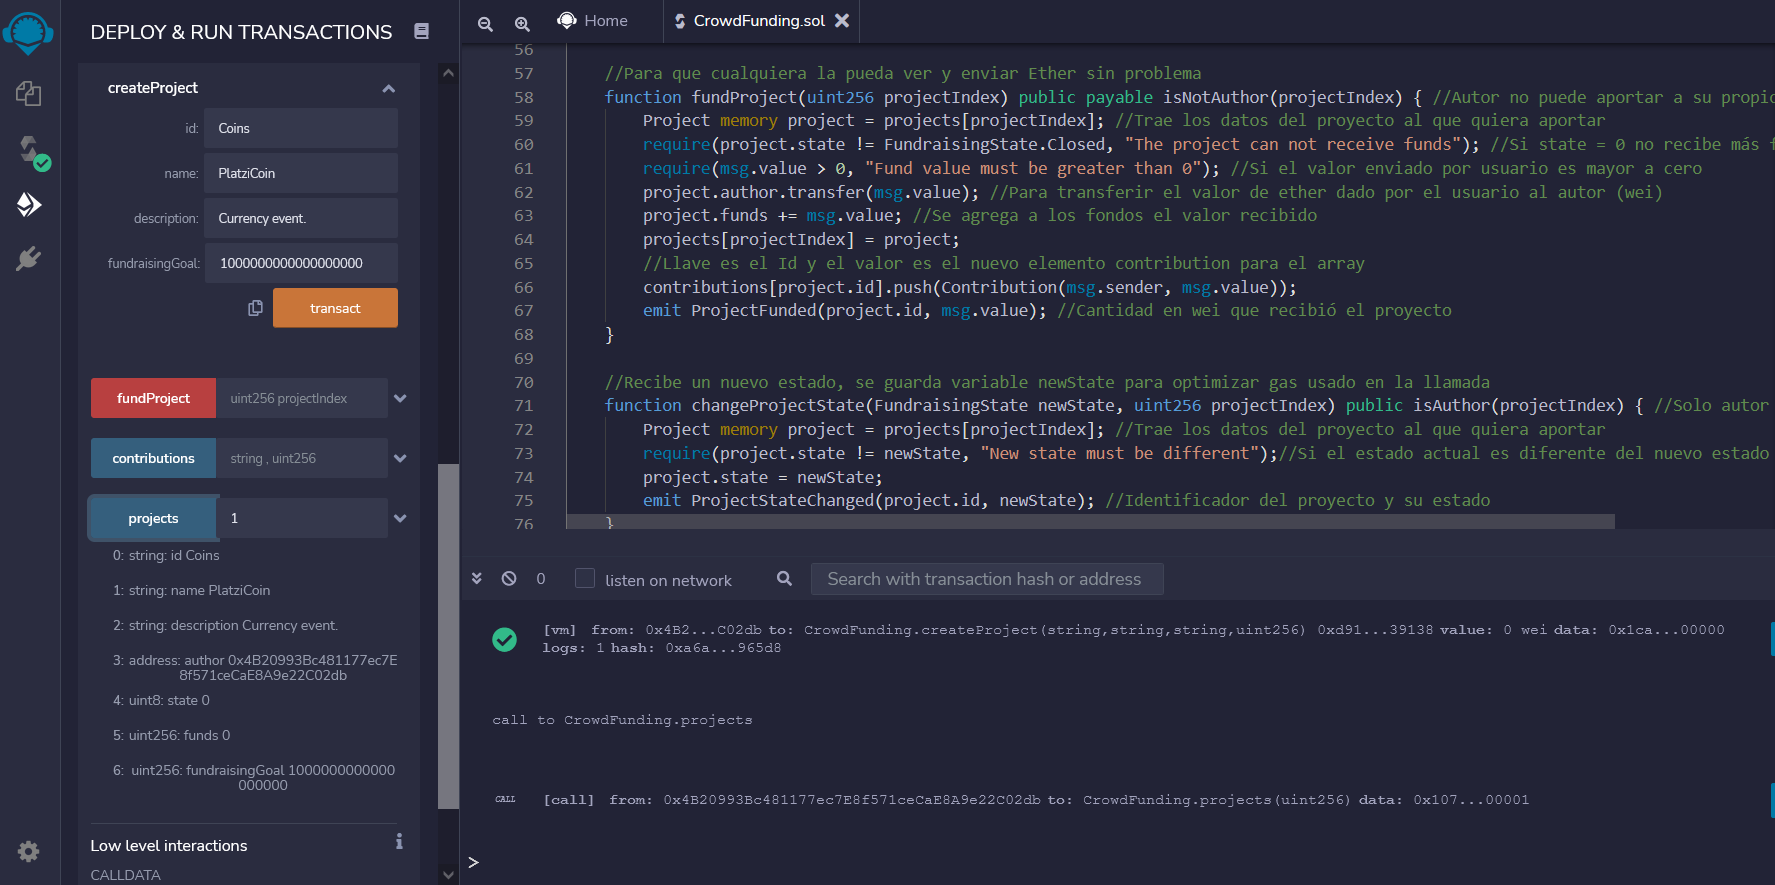 DEPLOY & RUN TRANSACTIONS
createProject
id: Coins
name: PlatziCoin
description: Currency event.
fundraisingGoal: 1000000000000000000
transact
fundProject uint256 projectIndex
contributions string , uint256
projects 1
0: string: id Coins
1: string: name PlatziCoin
2: string: description Currency event.
3: address: author 0x4B20993Bc481177ec7E
8f571ceCaE8A9e22C02db
4: uint8: state 0
5: uint256: funds 0
6: uint256: fundraisingGoal 1000000000000
000000
Low level interactions
i
CALLDATA
Home
CrowdFunding.sol
56
57 //Para que cualquiera la pueda ver y enviar Ether sin problema
58 function fundProject(uint256 projectIndex) public payable isNotAuthor(projectIndex) { //Autor no puede aportar a su propio
59 Project memory project = projects[projectIndex]; //Trae los datos del proyecto al que quiera aportar
60 require(project.state != FundraisingState.Closed, "The project can not receive funds"); //Si state = 0 no recibe más f
61 require(msg.value > 0, "Fund value must be greater than 0"); //Si el valor enviado por usuario es mayor a cero
62 project.author.transfer(msg.value); //Para transferir el valor de ether dado por el usuario al autor (wei)
63 project.funds += msg.value; //Se agrega a los fondos el valor recibido
64 projects[projectIndex] = project;
65 //Llave es el Id y el valor es el nuevo elemento contribution para el array
66 contributions[project.id].push(Contribution(msg.sender, msg.value));
67 emit ProjectFunded(project.id, msg.value); //Cantidad en wei que recibió el proyecto
68 }
69
70 //Recibe un nuevo estado, se guarda variable newState para optimizar gas usado en la llamada
71 function changeProjectState(FundraisingState newState, uint256 projectIndex) public isAuthor(projectIndex) { //Solo autor
72 Project memory project = projects[projectIndex]; //Trae los datos del proyecto al que quiera aportar
73 require(project.state != newState, "New state must be different");//Si el estado actual es diferente del nuevo estado
74 project.state = newState;
75 emit ProjectStateChanged(project.id, newState); //Identificador del proyecto y su estado
76 }
0 listen on network Search with transaction hash or address
[vm] from: 0x4B2...C02db to: CrowdFunding.createProject(string,string,string,uint256) 0xd91...39138 value: 0 wei data: 0x1ca...00000
logs: 1 hash: 0xa6a...965d8
call to CrowdFunding.projects
CALL [call] from: 0x4B20993Bc481177ec7E8f571ceCaE8A9e22C02db to: CrowdFunding.projects(uint256) data: 0x107...00001
>